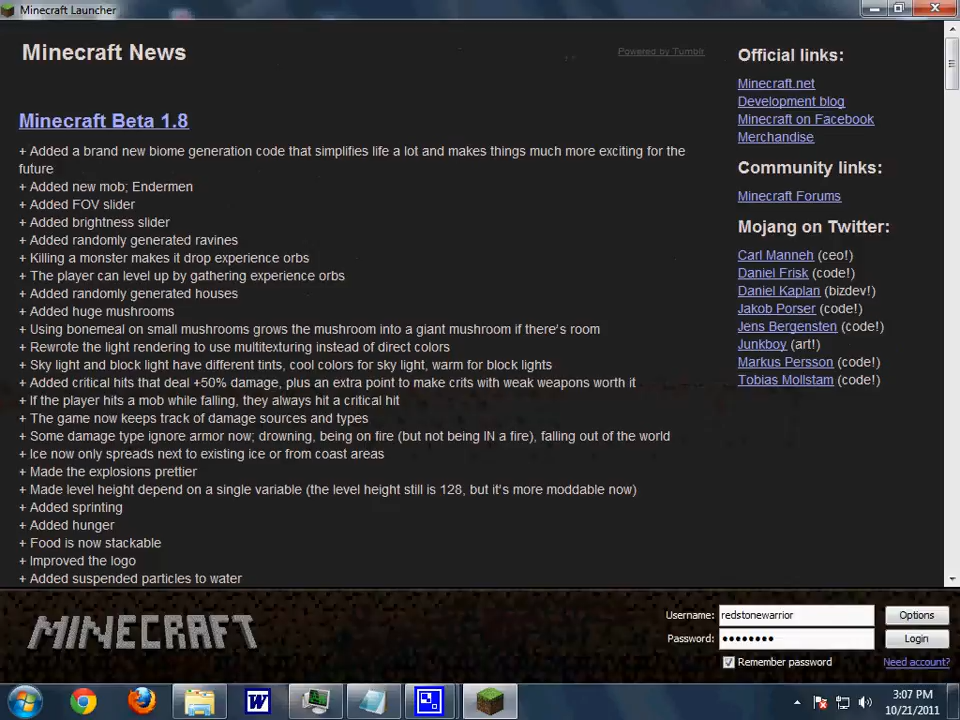 Minecraft Launcher
Minecraft News
Powered by Tumblr
Minecraft Beta 1.8
+ Added a brand new biome generation code that simplifies life a lot and makes things much more exciting for the
future
+ Added new mob; Endermen
+ Added FOV slider
+ Added brightness slider
+ Added randomly generated ravines
+ Killing a monster makes it drop experience orbs
+ The player can level up by gathering experience orbs
+ Added randomly generated houses
+ Added huge mushrooms
+ Using bonemeal on small mushrooms grows the mushroom into a giant mushroom if there's room
+ Rewrote the light rendering to use multitexturing instead of direct colors
+ Sky light and block light have different tints, cool colors for sky light, warm for block lights
+ Added critical hits that deal +50% damage, plus an extra point to make crits with weak weapons worth it
+ If the player hits a mob while falling, they always hit a critical hit
+ The game now keeps track of damage sources and types
+ Some damage type ignore armor now; drowning, being on fire (but not being IN a fire), falling out of the world
+ Ice now only spreads next to existing ice or from coast areas
+ Made the explosions prettier
+ Made level height depend on a single variable (the level height still is 128, but it's more moddable now)
+ Added sprinting
+ Added hunger
+ Food is now stackable
+ Improved the logo
+ Added suspended particles to water
Official links:
Minecraft.net
Development blog
Minecraft on Facebook
Merchandise
Community links:
Minecraft Forums
Mojang on Twitter:
Carl Manneh (ceo!)
Daniel Frisk (code!)
Daniel Kaplan (bizdev!)
Jakob Porser (code!)
Jens Bergensten (code!)
Junkboy (art!)
Markus Persson (code!)
Tobias Mollstam (code!)
MINECRAFT
Username: redstonewarrior Options
Password: ●●●●●●●● Login
Remember password Need account?
3:07 PM
10/21/2011